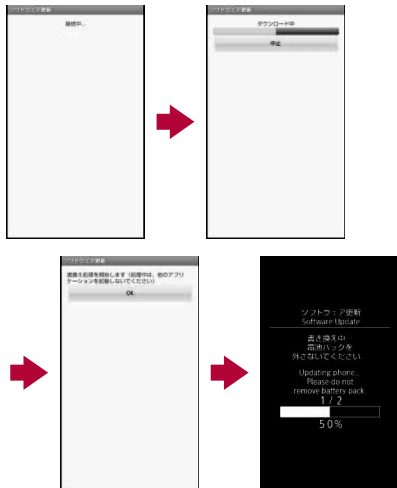 ソフトウェア更新
接続中...
ソフトウェア更新
ダウンロード中
中止
ソフトウェア更新
書換え処理を開始します（処理中は、他のアプリ
ケーションを起動しないでください）
OK
ソフトウェア更新
Software Update
書き換え中
電池パックを
外さないでください.
Updating phone...
Please do not
remove battery pack.
1 / 2
50%